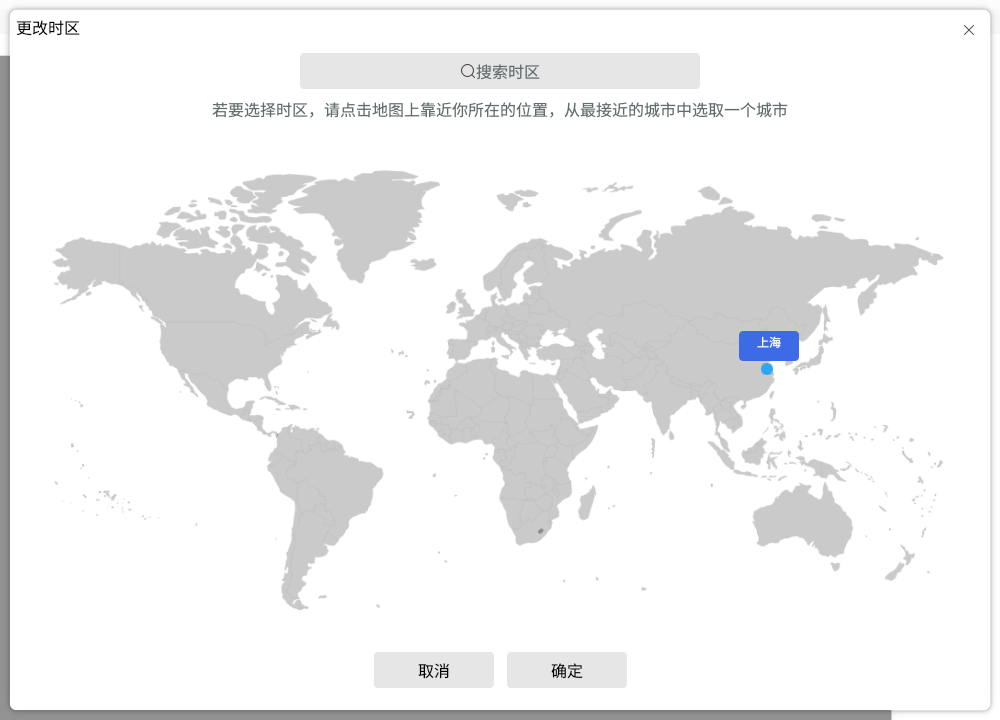 更改时区
搜索时区
若要选择时区，请点击地图上靠近你所在的位置，从最接近的城市中选取一个城市
上海
取消
确定